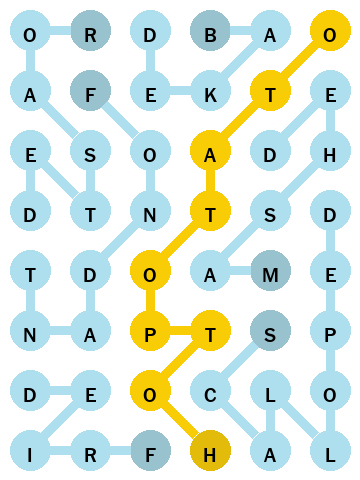 O R D B A O
A F E K T E
E S O A D H
D T N T S D
T D O A M E
N A P T S P
D E O C L O
I R F H A L